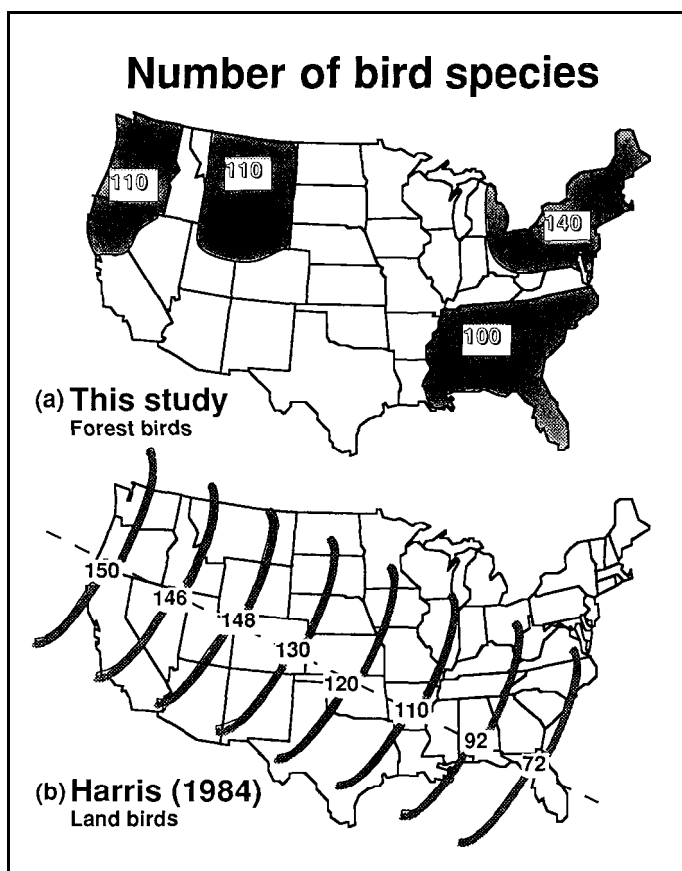 Number of bird species
110
110
140
100
(a) This study
Forest birds
150
146
148
130
120
110
92
72
(b) Harris (1984)
Land birds